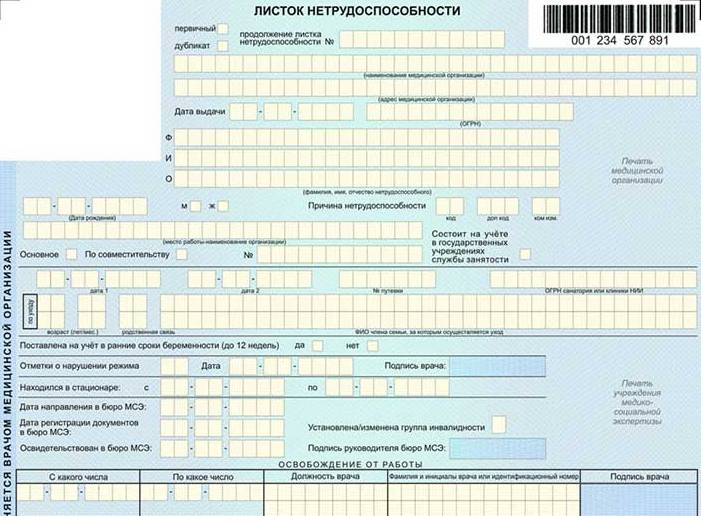 ЛИСТОК НЕТРУДОСПОСОБНОСТИ
001 234 567 891
первичный
дубликат
продолжение листка
нетрудоспособности №
(наименование медицинской организации)
(адрес медицинской организации)
Дата выдачи
(ОГРН)
Ф
И
О
(фамилия, имя, отчество нетрудоспособного)
Печать
медицинской
организации
(Дата рождения)
м
ж
Причина нетрудоспособности
код
доп код
ком изм.
(место работы-наименование организации)
Состоит на учёте
в государственных
учреждениях
службы занятости
Основное
По совместительству
№
дата 1
дата 2
№ путевки
ОГРН санатория или клиники НИИ
по уходу
возраст (лет/мес.)
родственная связь
ФИО члена семьи, за которым осуществляется уход
Поставлена на учёт в ранние сроки беременности (до 12 недель)
да
нет
Отметки о нарушении режима
Дата
Подпись врача:
Находился в стационаре:
с
по
Дата направления в бюро МСЭ:
Дата регистрации документов
в бюро МСЭ:
Установлена/изменена группа инвалидности
Освидетельствован в бюро МСЭ:
Подпись руководителя бюро МСЭ:
Печать
учреждения
медико-
социальной
экспертизы
ОСВОБОЖДЕНИЕ ОТ РАБОТЫ
С какого числа
По какое число
Должность врача
Фамилия и инициалы врача или идентификационный номер
Подпись врача
ВРАЧОМ МЕДИЦИНСКОЙ ОРГАНИЗАЦИИ